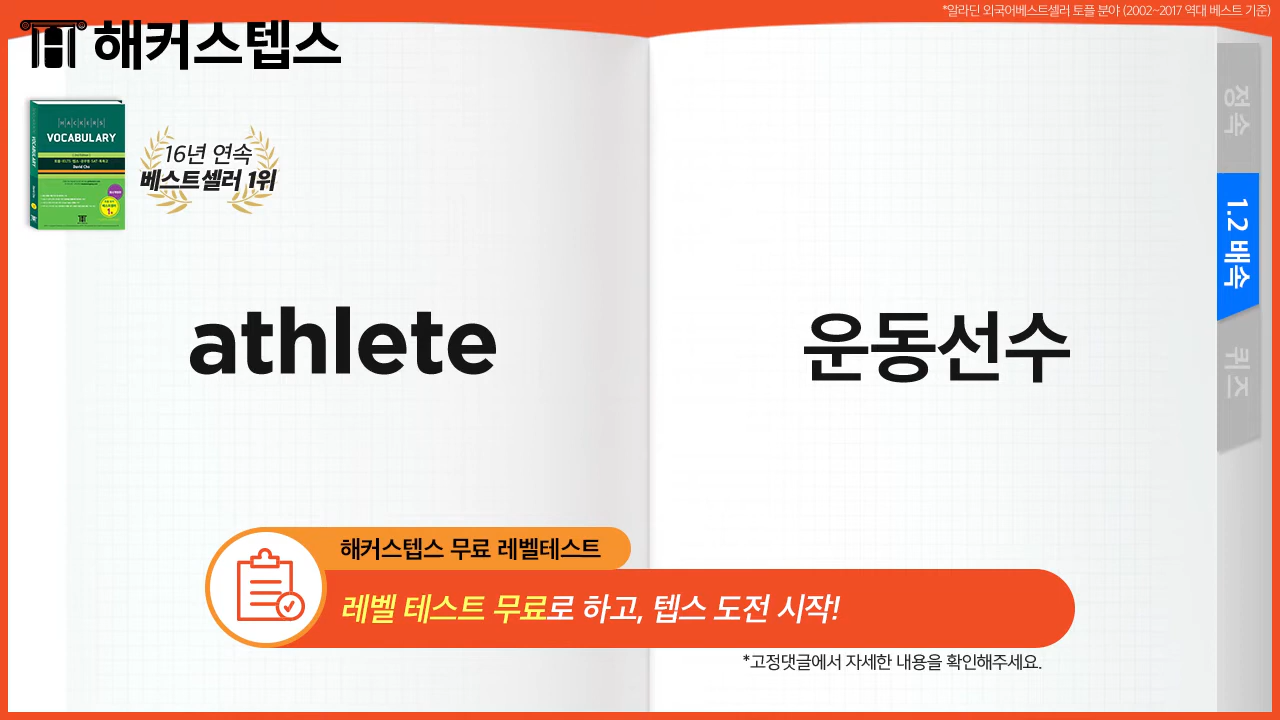 *알라딘 외국어베스트셀러 토플 분야 (2002~2017 역대 베스트 기준)
해커스텝스
HACKERS
VOCABULARY
David Cho
VOCABULARY
16년 연속
베스트셀러 1위
정속
1.2 배속
퀴즈
athlete
운동선수
해커스텝스 무료 레벨테스트
레벨 테스트 무료로 하고, 텝스 도전 시작!
*고정댓글에서 자세한 내용을 확인해주세요.